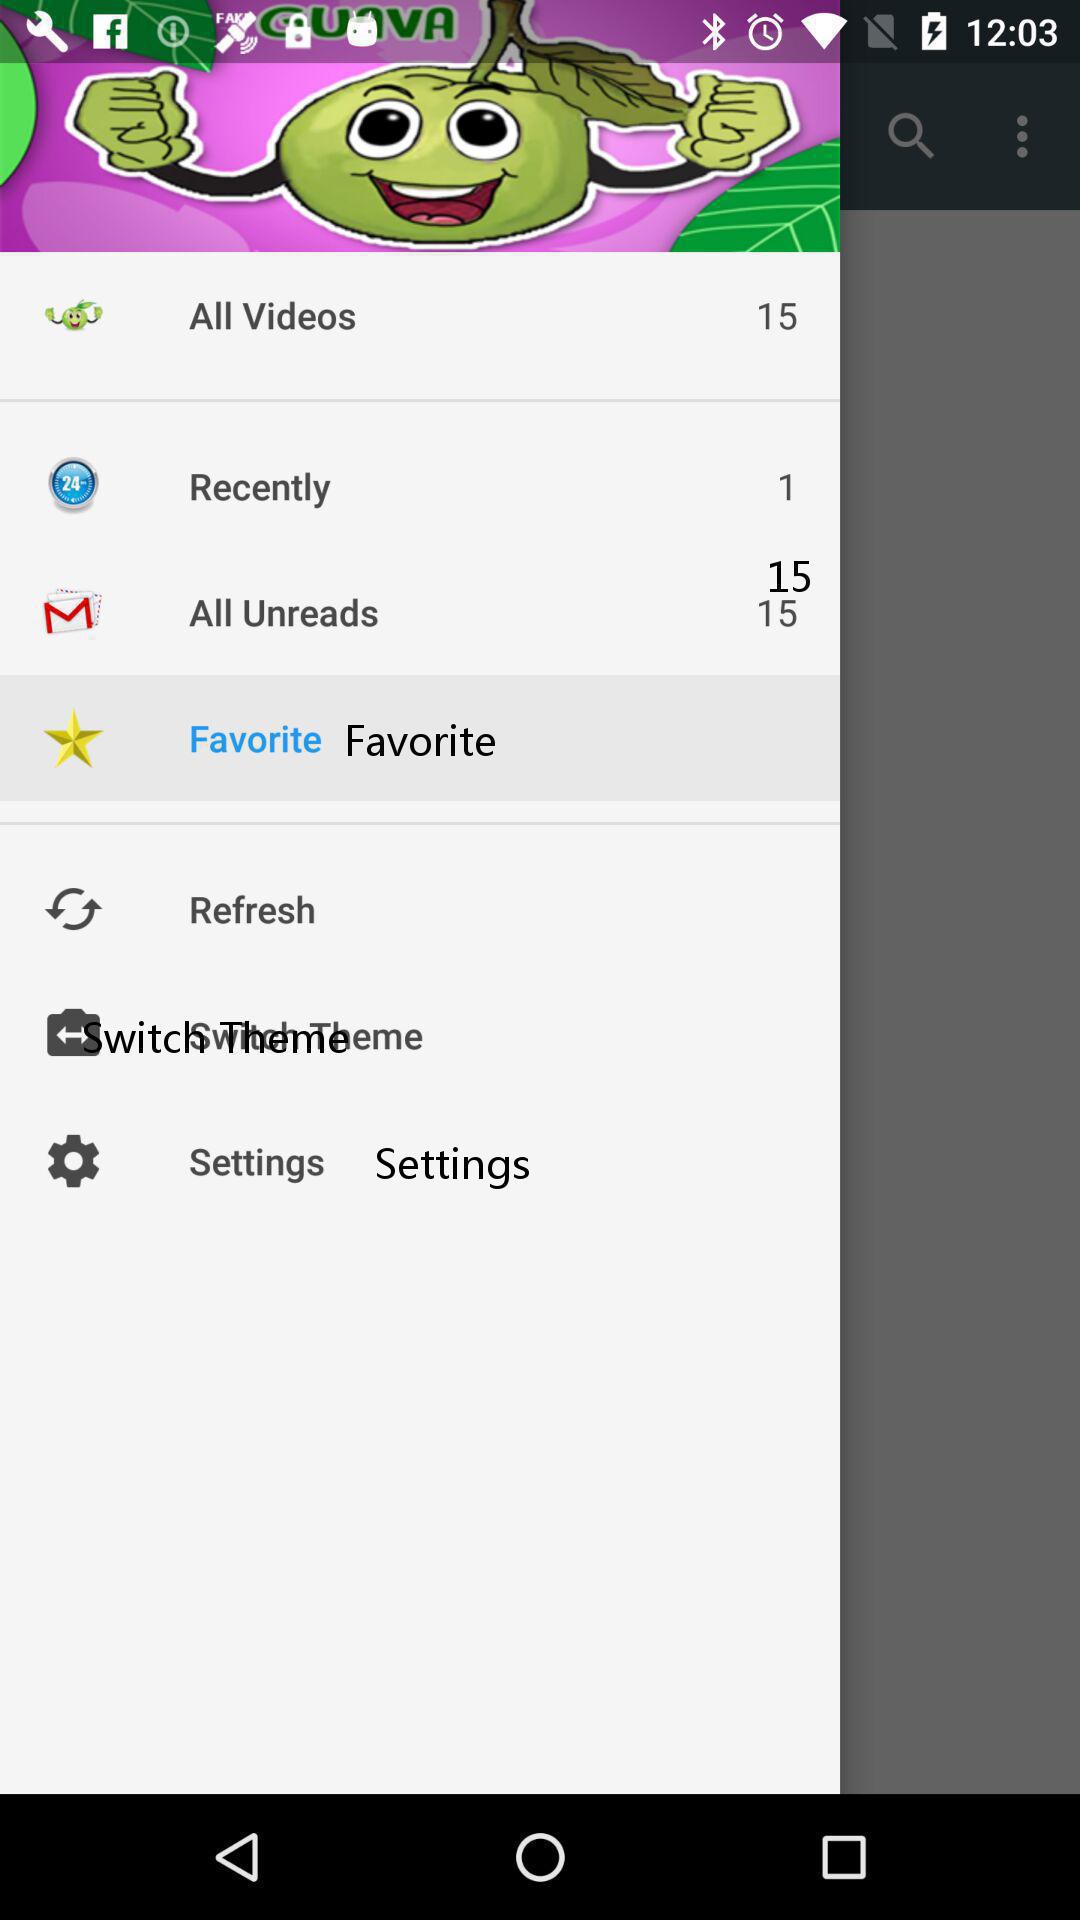 GUAVA
FAKE 12:03
All Videos 15
24
Recently 1
15
All Unreads 15
Favorite Favorite
Refresh
Switch Theme Switch Theme
Settings Settings